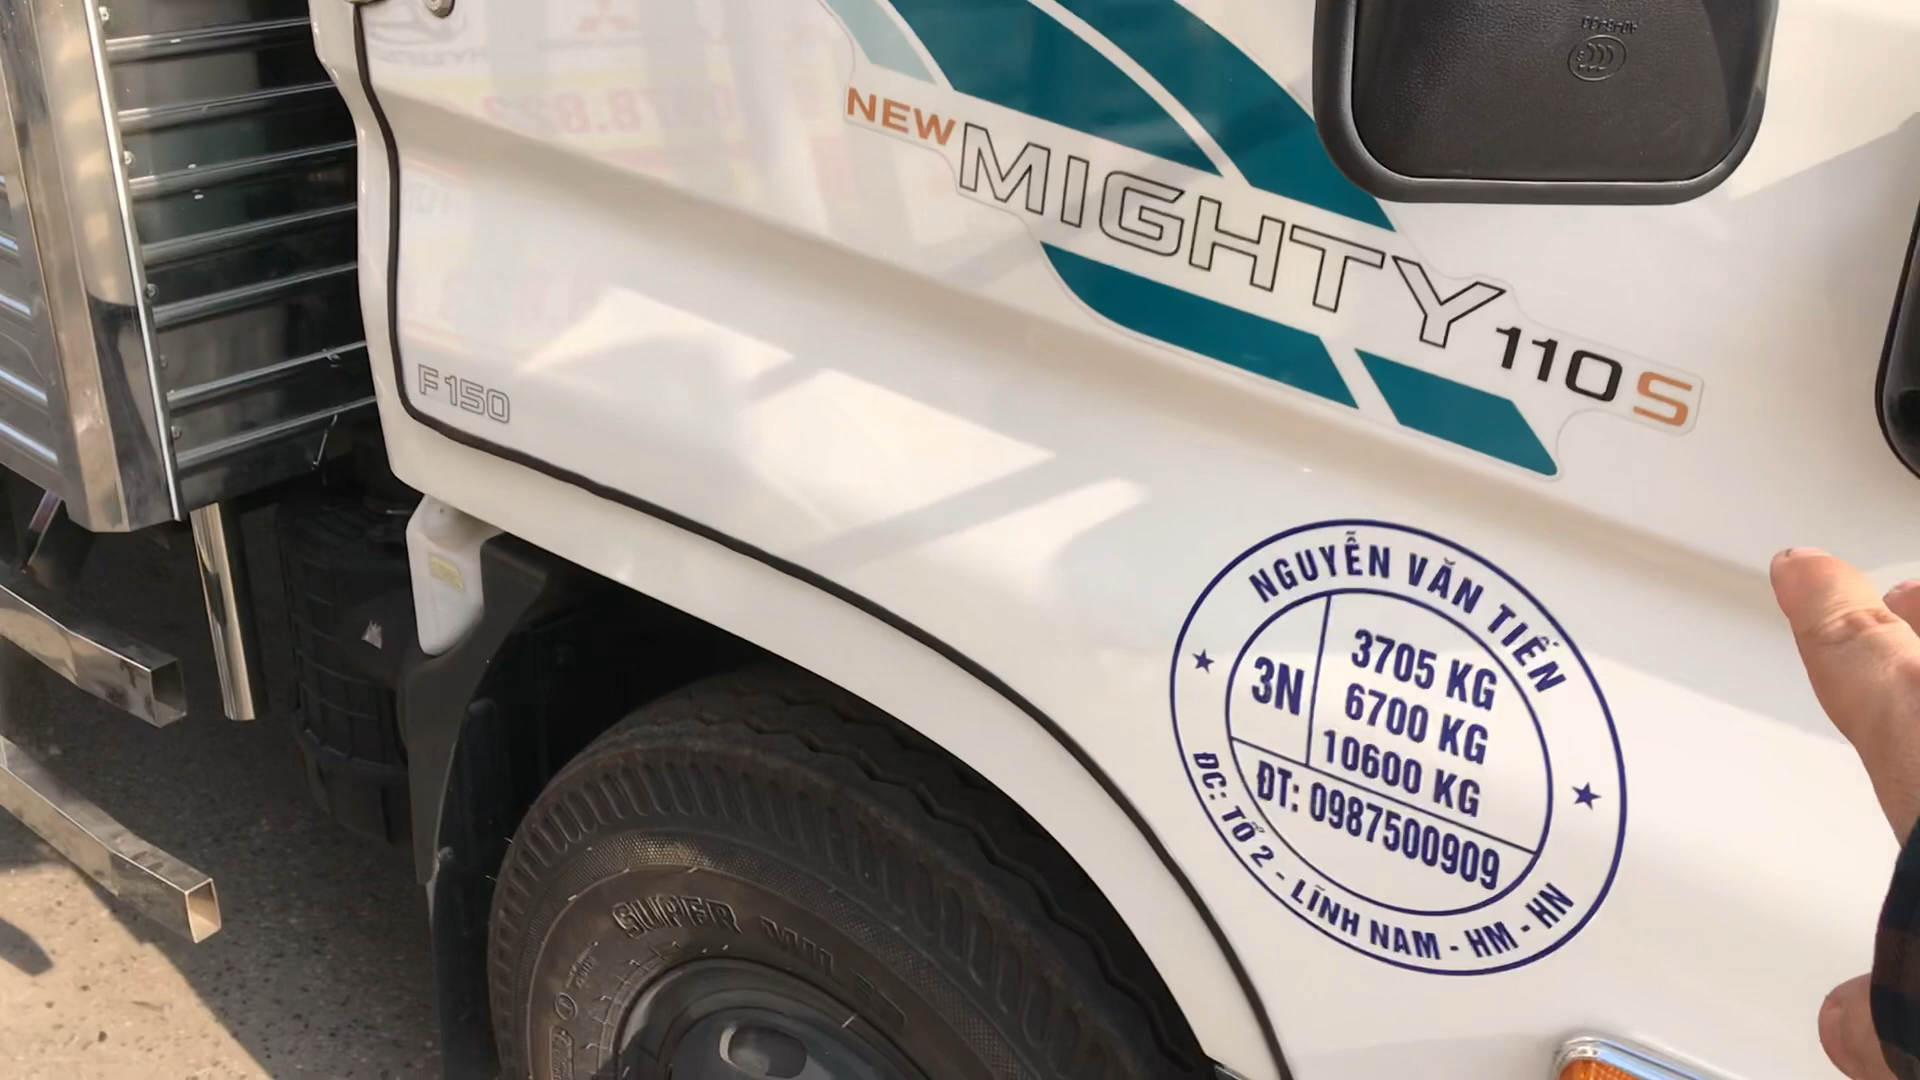 NEW MIGHTY 110S
F150
NGUYỄN VĂN TIẾN
3N
3705 KG
6700 KG
10600 KG
ĐT: 0987500909
ĐC: TỔ 2 - LĨNH NAM - HM - HN
SUPER